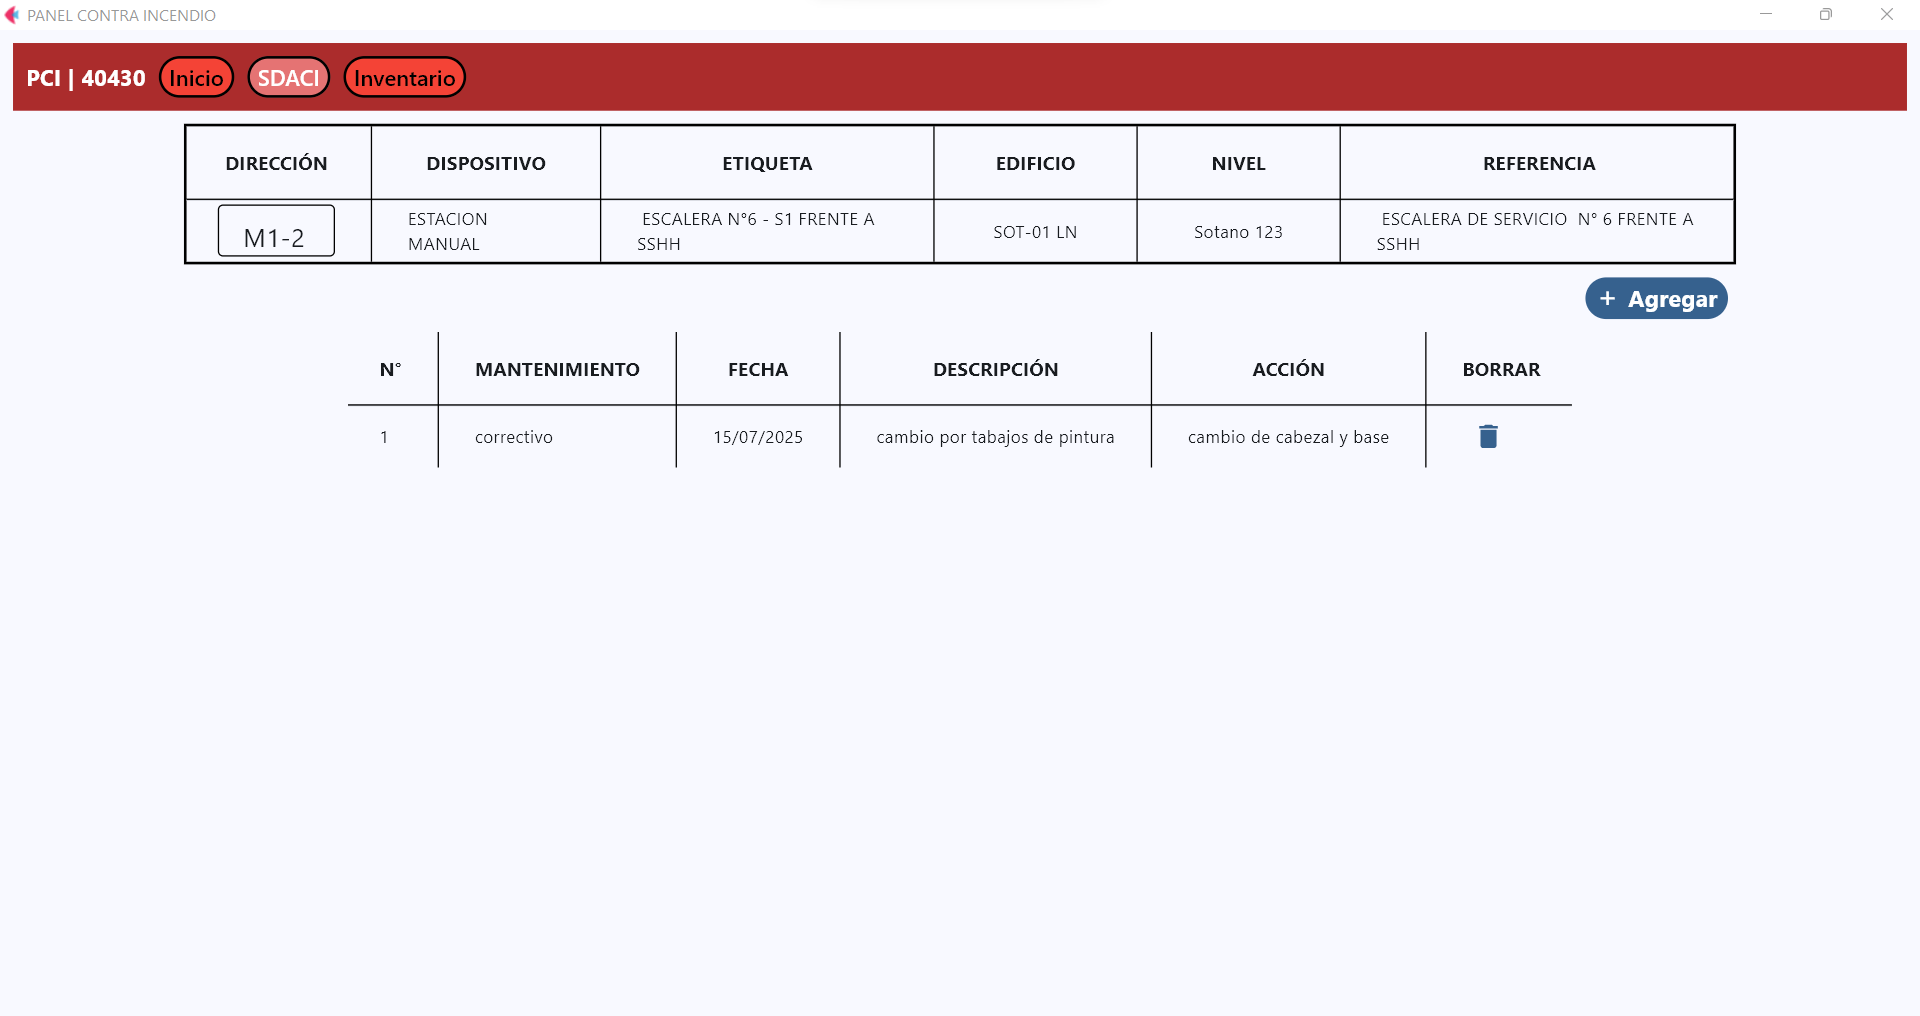 PANEL CONTRA INCENDIO
PCI | 40430 Inicio SDACI Inventario
DIRECCIÓN DISPOSITIVO ETIQUETA EDIFICIO NIVEL REFERENCIA
M1-2 ESTACION MANUAL ESCALERA N°6 - S1 FRENTE A SSHH SOT-01 LN Sotano 123 ESCALERA DE SERVICIO N° 6 FRENTE A SSHH
+ Agregar
N° MANTENIMIENTO FECHA DESCRIPCIÓN ACCIÓN BORRAR
1 correctivo 15/07/2025 cambio por tabajos de pintura cambio de cabezal y base